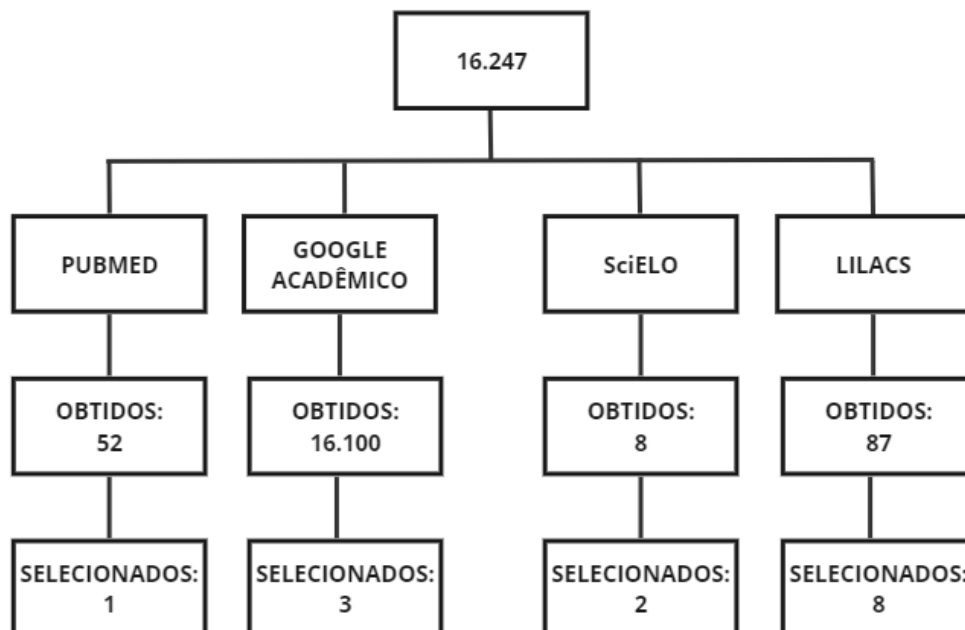 16.247
PUBMED
GOOGLE
ACADÊMICO
SciELO
LILACS
OBTIDOS:
52
OBTIDOS:
16.100
OBTIDOS:
8
OBTIDOS:
87
SELECIONADOS:
1
SELECIONADOS:
3
SELECIONADOS:
2
SELECIONADOS:
8